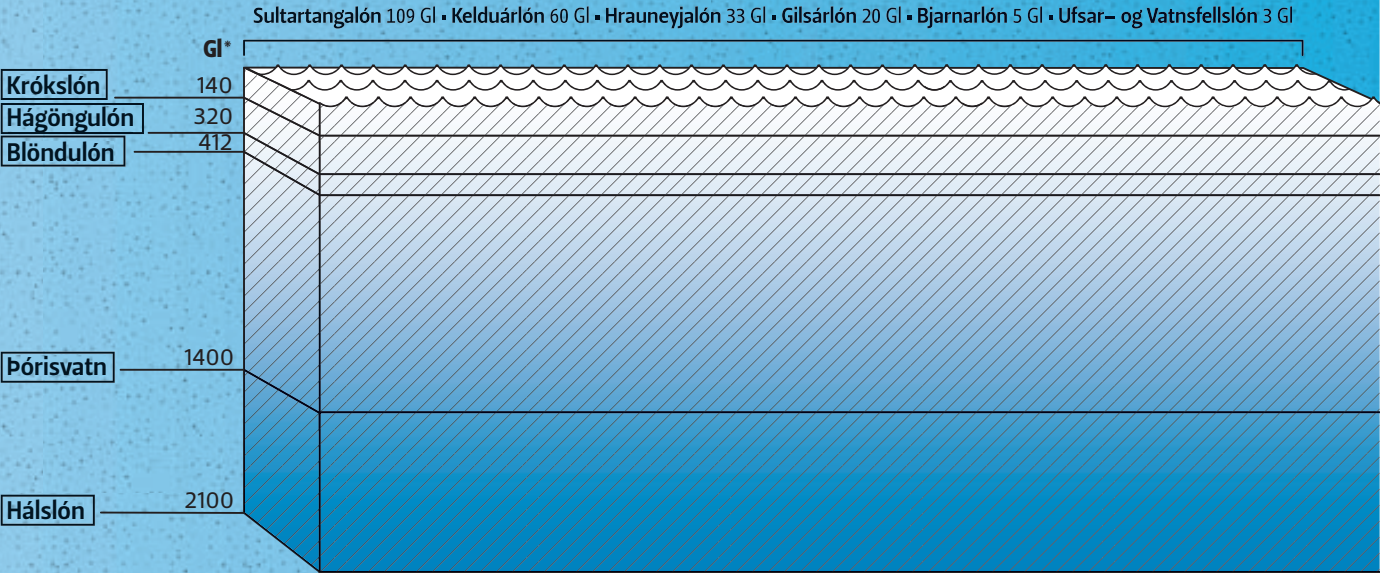 Sultartangalón 109 Gl ▪ Kelduárlón 60 Gl ▪ Hrauneyjalón 33 Gl ▪ Gilsárlón 20 Gl ▪ Bjarnarlón 5 Gl ▪ Ufsar– og Vatnsfellslón 3 Gl
Gl*
Krókslón 140
Hágöngulón 320
Blöndulón 412
Þórisvatn 1400
Hálslón 2100